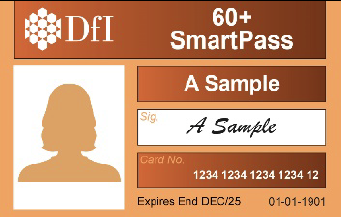 DfI
60+
SmartPass
A Sample
Sig.
A Sample
Card No.
1234 1234 1234 1234 12
Expires End DEC/25
01-01-1901